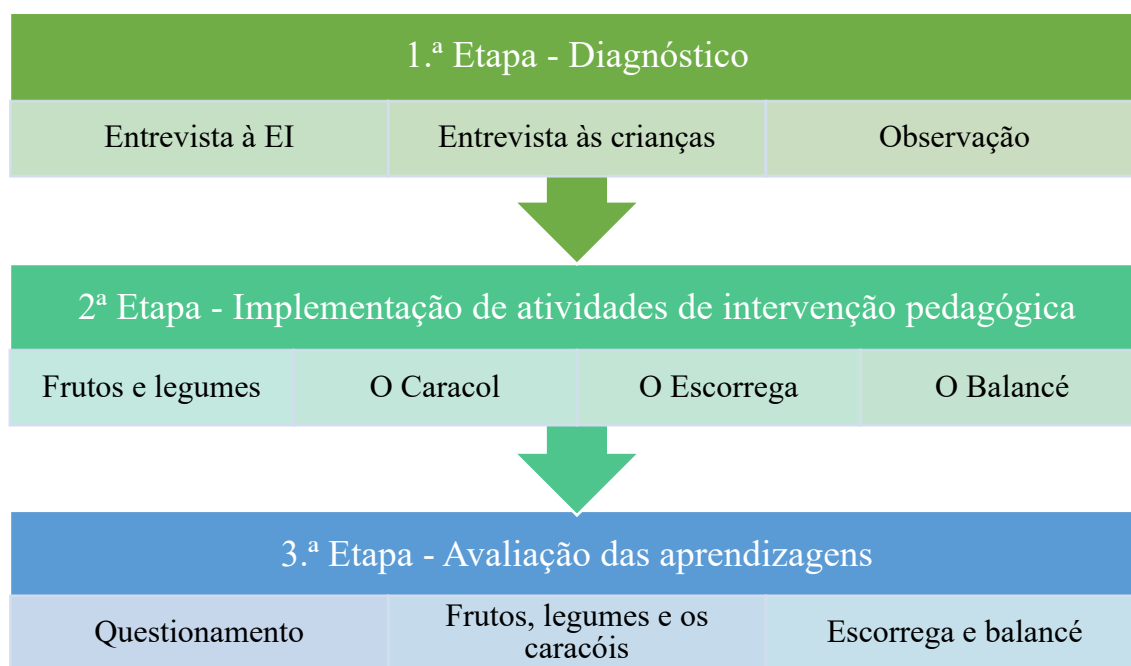 1.ª Etapa - Diagnóstico
Entrevista à EI
Entrevista às crianças
Observação
2ª Etapa - Implementação de atividades de intervenção pedagógica
Frutos e legumes
O Caracol
O Escorrega
O Balancé
3.ª Etapa - Avaliação das aprendizagens
Questionamento
Frutos, legumes e os
caracóis
Escorrega e balancé